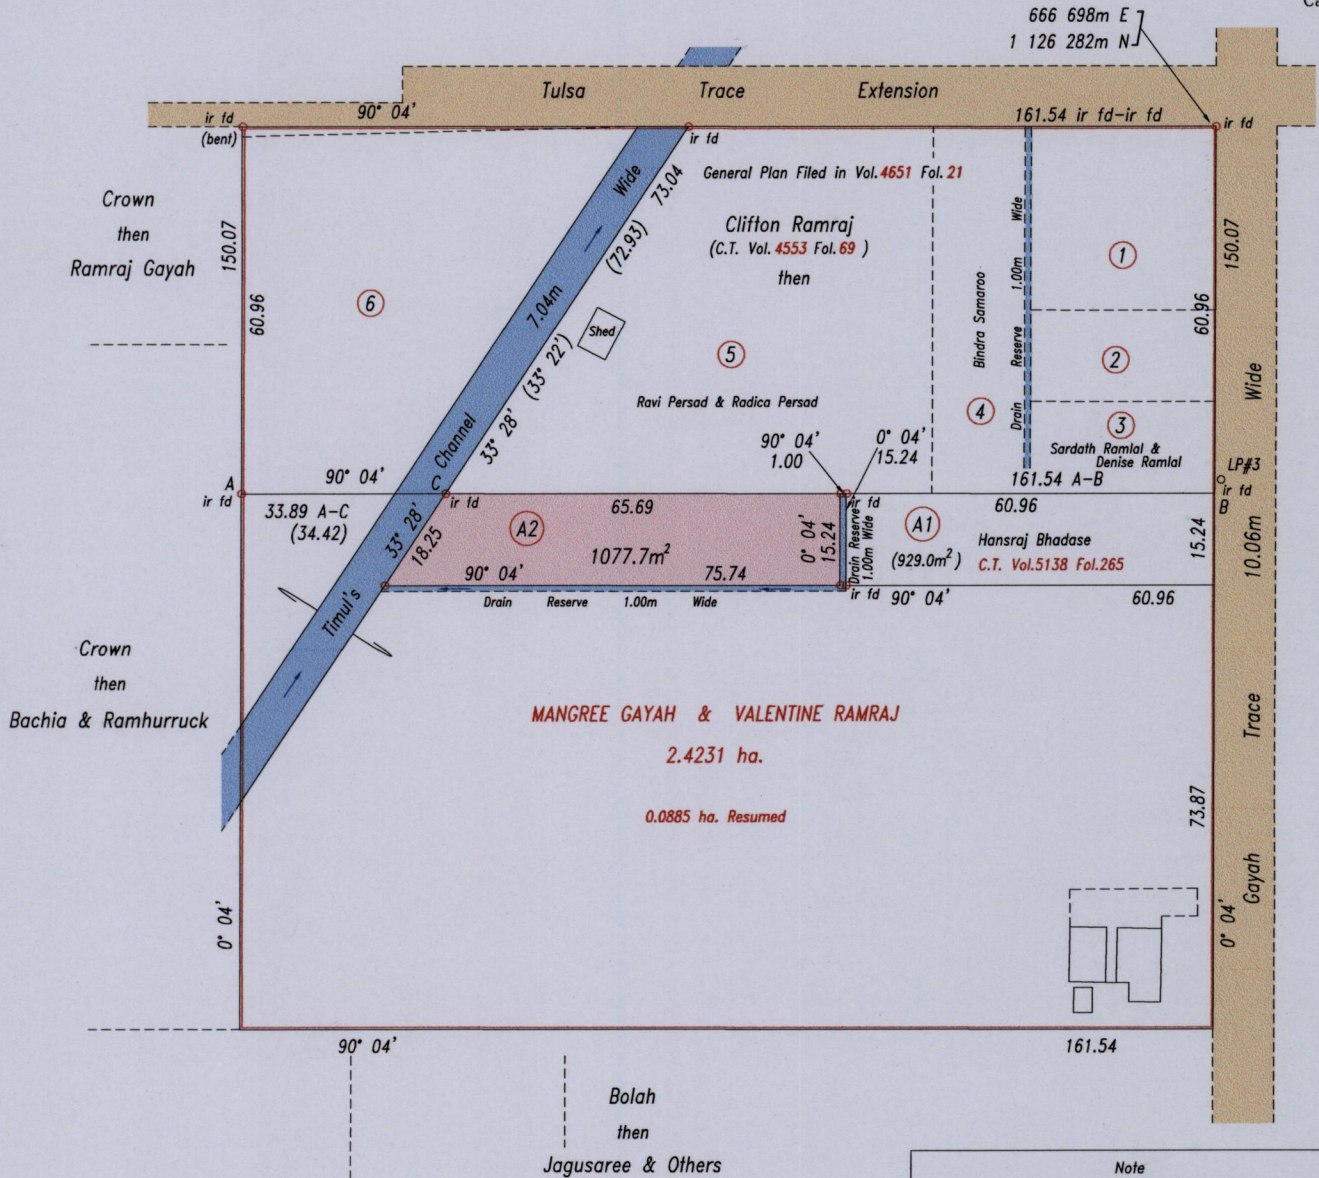 Ca
666 698m E
1 126 282m N
Tulsa Trace Extension
90° 04'
161.54 ir fd-ir fd
ir fd
(bent)
ir fd
ir fd
General Plan Filed in Vol. 4651 Fol. 21
Crown
then
Ramraj Gayah
150.07
60.96
6
Wide
7.04m
Channel
Timul's
73.04
(72.93)
33° 28'
(33° 22')
Shed
Clifton Ramraj
(C.T. Vol. 4553 Fol. 69 )
then
5
Ravi Persad & Radica Persad
Bindra Samaroo
4
Drain Reserve 1.00m Wide
1
2
3
Sardath Ramlal &
Denise Ramlal
150.07
60.96
Gayah Trace 10.06m Wide
LP#3
ir fd
B
161.54 A-B
A
ir fd
90° 04'
33.89 A-C
(34.42)
C
ir fd
33° 28'
18.25
A2
65.69
1077.7m²
90° 04'
75.74
0° 04'
15.24
90° 04'
1.00
0° 04'
15.24
ir fd
Drain Reserve
1.00m Wide
ir fd
A1
(929.0m²)
60.96
Hansraj Bhadase
C.T. Vol.5138 Fol.265
15.24
90° 04'
60.96
Drain Reserve 1.00m Wide
Crown
then
Bachia & Ramhurruck
MANGREE GAYAH & VALENTINE RAMRAJ
2.4231 ha.
0.0885 ha. Resumed
73.87
0° 04'
0° 04'
90° 04'
161.54
Bolah
then
Jagusaree & Others
Note